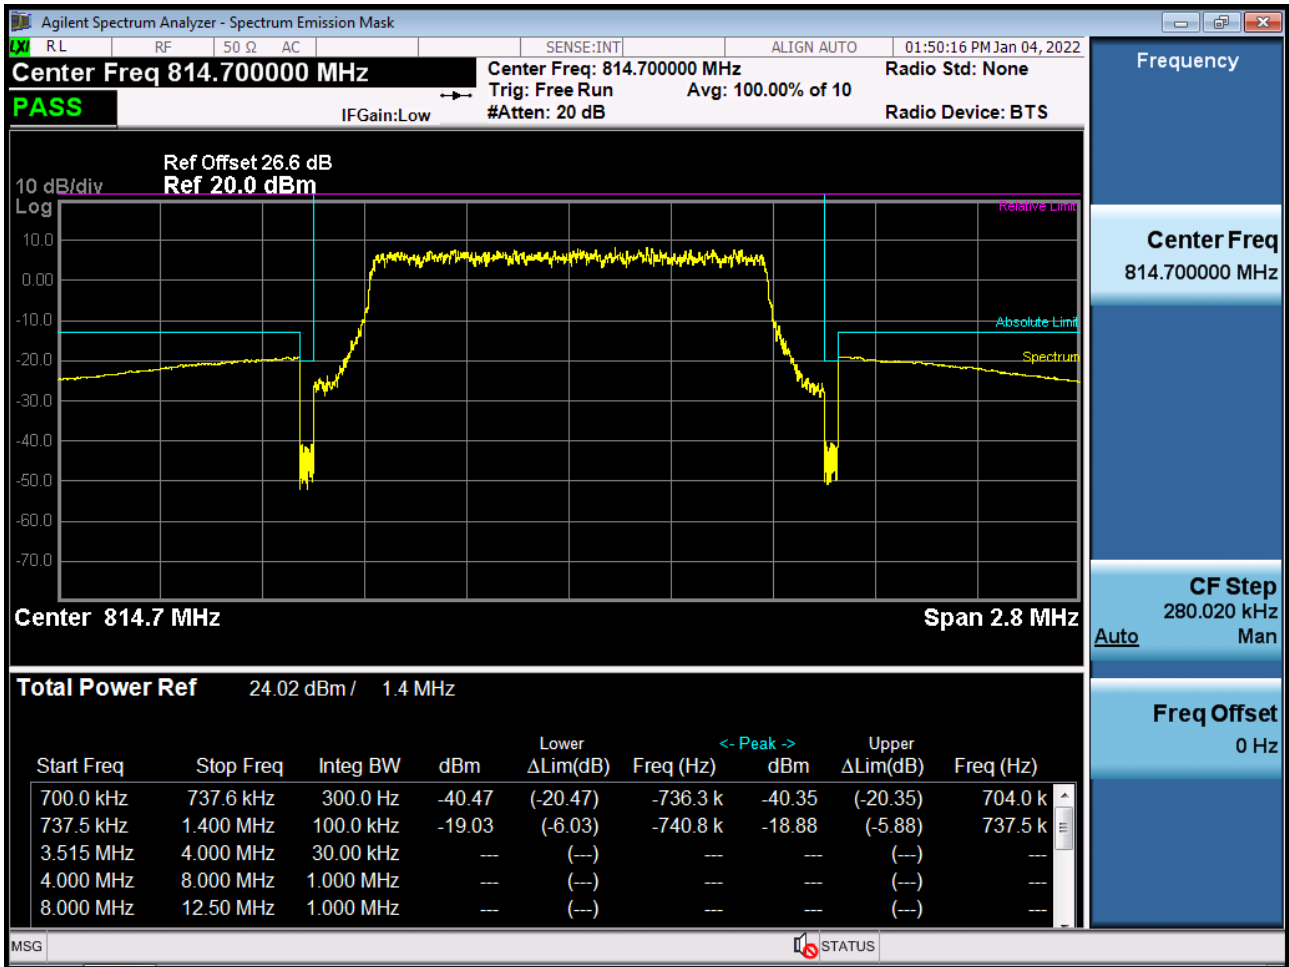 Agilent Spectrum Analyzer - Spectrum Emission Mask
LXI RL RF 50 Ω AC SENSE:INT ALIGN AUTO 01:50:16 PM Jan 04, 2022
Center Freq 814.700000 MHz
Center Freq: 814.700000 MHz Radio Std: None
Trig: Free Run Avg: 100.00% of 10
PASS
IFGain:Low #Atten: 20 dB Radio Device: BTS
Ref Offset 26.6 dB
10 dB/div Ref 20.0 dBm
Log
Relative Limit
10.0
0.00
-10.0
Absolute Limit
-20.0
Spectrum
-30.0
-40.0
-50.0
-60.0
-70.0
Center 814.7 MHz Span 2.8 MHz
Total Power Ref 24.02 dBm / 1.4 MHz
Lower <- Peak -> Upper
Start Freq Stop Freq Integ BW dBm ΔLim(dB) Freq (Hz) dBm ΔLim(dB) Freq (Hz)
700.0 kHz 737.6 kHz 300.0 Hz -40.47 (-20.47) -736.3 k -40.35 (-20.35) 704.0 k
737.5 kHz 1.400 MHz 100.0 kHz -19.03 (-6.03) -740.8 k -18.88 (-5.88) 737.5 k
3.515 MHz 4.000 MHz 30.00 kHz --- (---) --- --- (---) ---
4.000 MHz 8.000 MHz 1.000 MHz --- (---) --- --- (---) ---
8.000 MHz 12.50 MHz 1.000 MHz --- (---) --- --- (---) ---
MSG STATUS
Frequency
Center Freq
814.700000 MHz
CF Step
280.020 kHz
Auto Man
Freq Offset
0 Hz